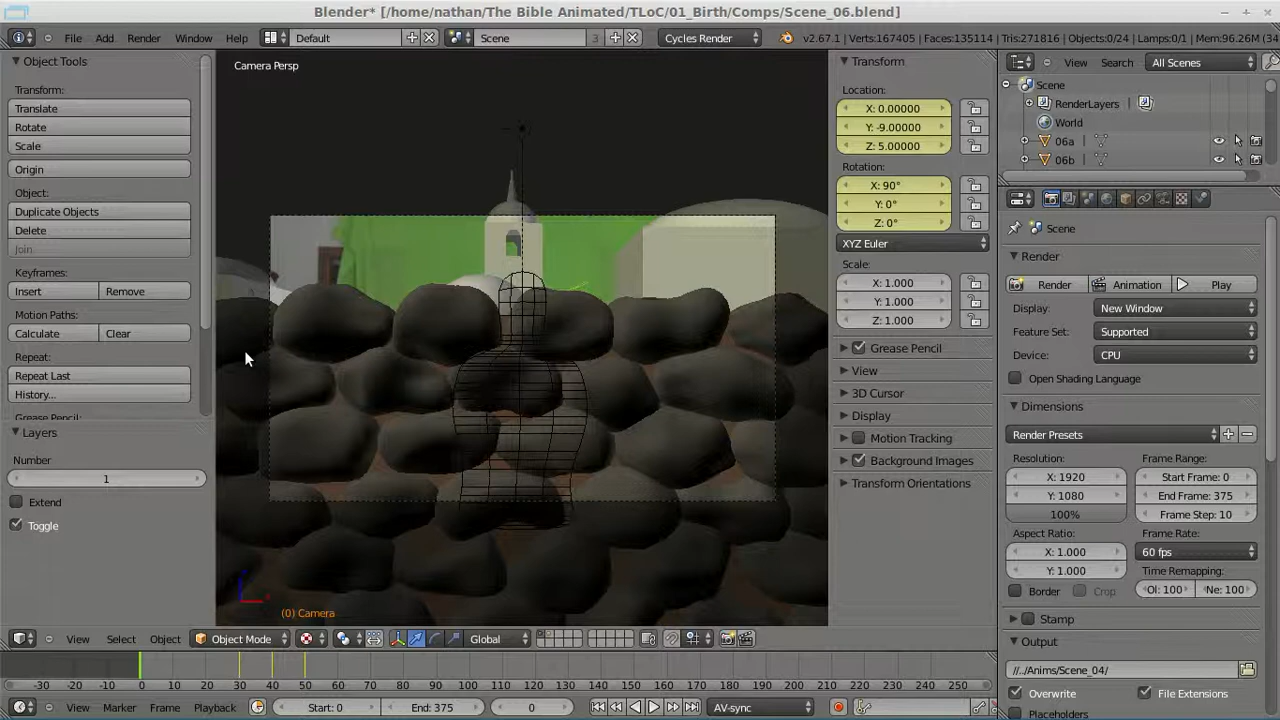 Blender* [/home/nathan/The Bible Animated/TLoC/01_Birth/Comps/Scene_06.blend]
File Add Render Window Help Default Scene 3 Cycles Render v2.67.1 | Verts:167405 | Faces:135114 | Tris:271816 | Objects:0/24 | Lamps:0/1 | Mem:96.26M (34
Object Tools
Transform:
Translate
Rotate
Scale
Origin
Object:
Duplicate Objects
Delete
Join
Keyframes:
Insert Remove
Motion Paths:
Calculate Clear
Repeat:
Repeat Last
History...
Grease Pencil:
Layers
Number
1
Extend
Toggle
Camera Persp
(0) Camera
Transform
Location:
X: 0.00000
Y: -9.00000
Z: 5.00000
Rotation:
X: 90°
Y: 0°
Z: 0°
XYZ Euler
Scale:
X: 1.000
Y: 1.000
Z: 1.000
Grease Pencil
View
3D Cursor
Display
Motion Tracking
Background Images
Transform Orientations
View Search All Scenes
Scene
RenderLayers
World
06a
06b
Scene
Render
Render Animation Play
Display: New Window
Feature Set: Supported
Device: CPU
Open Shading Language
Dimensions
Render Presets
Resolution: Frame Range:
X: 1920 Start Frame: 0
Y: 1080 End Frame: 375
100% Frame Step: 10
Aspect Ratio: Frame Rate:
X: 1.000 60 fps
Y: 1.000 Time Remapping:
Border Crop Ol: 100 Ne: 100
Stamp
Output
//../Anims/Scene_04/
Overwrite File Extensions
Placeholders
View Select Object Object Mode Global
-30 -20 -10 0 10 20 30 40 50 60 70 80 90 100 110 120 130 140 150 160 170 180 190 200 210 220 230 240 250
View Marker Frame Playback Start: 0 End: 375 0 AV-sync